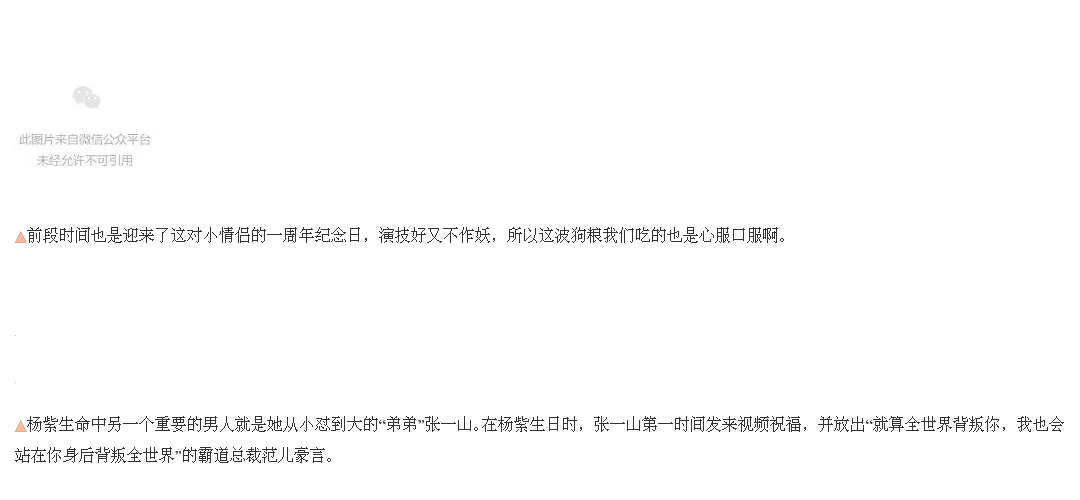 此图片来自微信公众平台
未经允许不可引用
▲前段时间也是迎来了这对小情侣的一周年纪念日，演技好又不作妖，所以这波狗粮我们吃的也是心服口服啊。
▲杨紫生命中另一个重要的男人就是她从小怼到大的“弟弟”张一山。在杨紫生日时，张一山第一时间发来视频祝福，并放出“就算全世界背叛你，我也会
站在你身后背叛全世界”的霸道总裁范儿豪言。